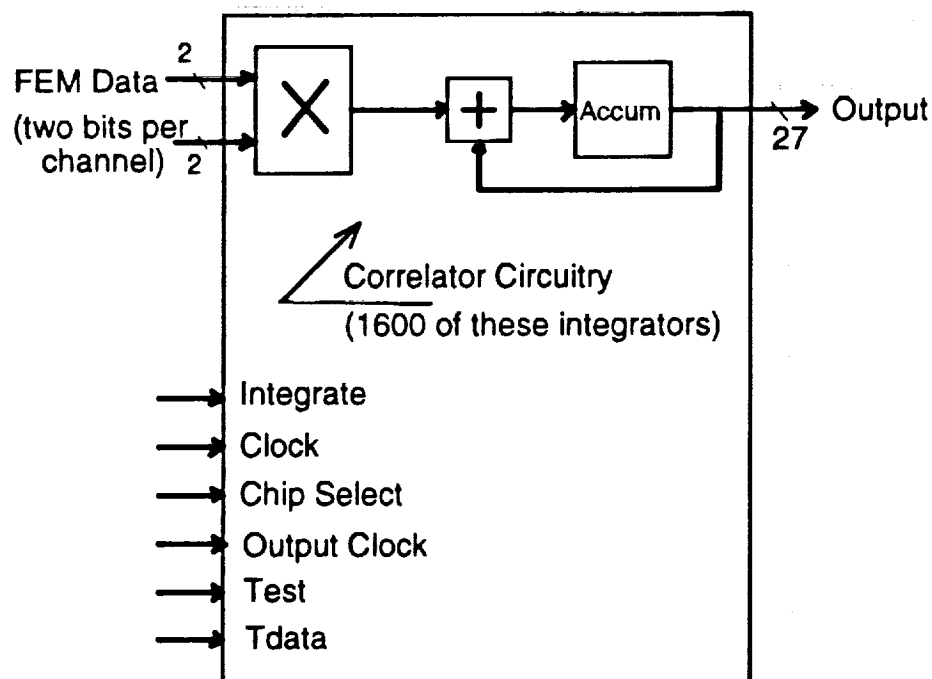 2
FEM Data
(two bits per
channel)
2
X
+
Accum
27
Output
Correlator Circuitry
(1600 of these integrators)
Integrate
Clock
Chip Select
Output Clock
Test
Tdata